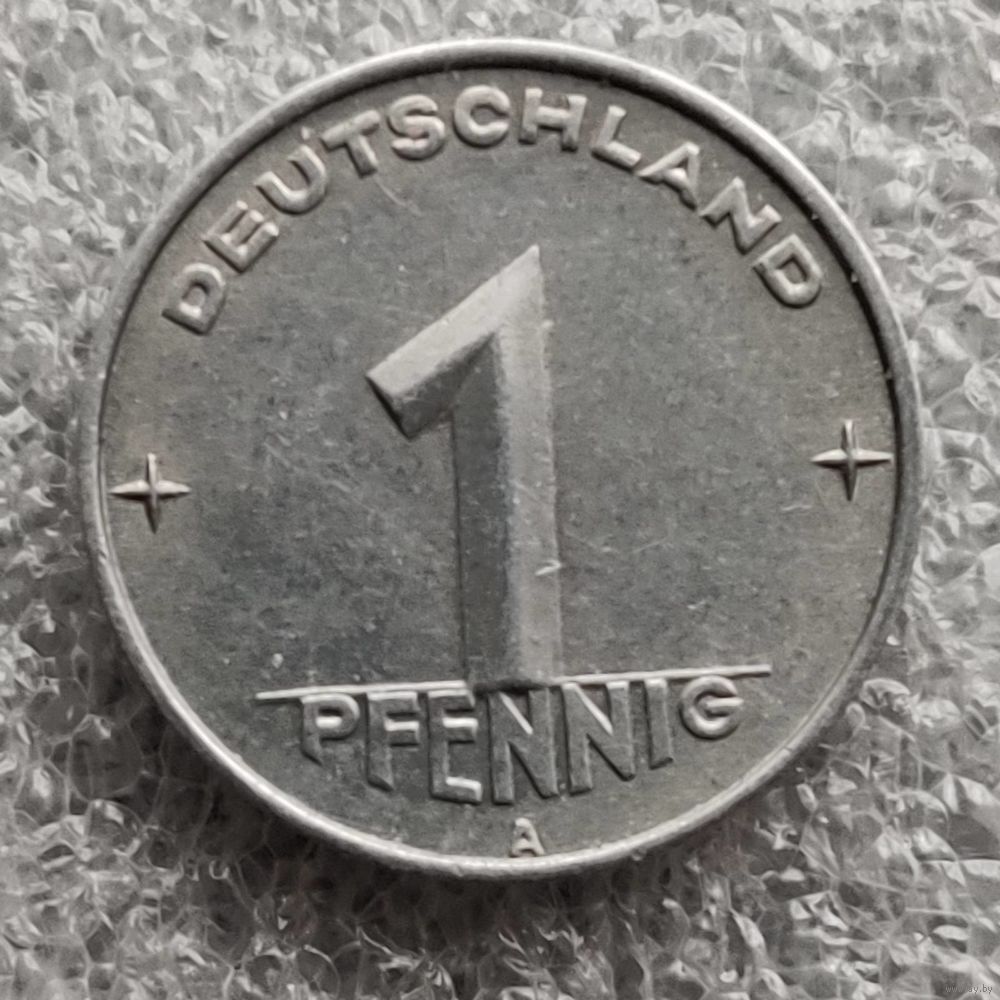 DEUTSCHLAND
1
PFENNIG
A